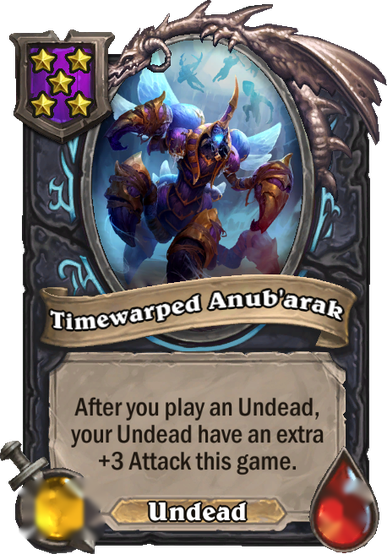 Timewarped Anub'arak
After you play an Undead,
your Undead have an extra
+3 Attack this game.
Undead